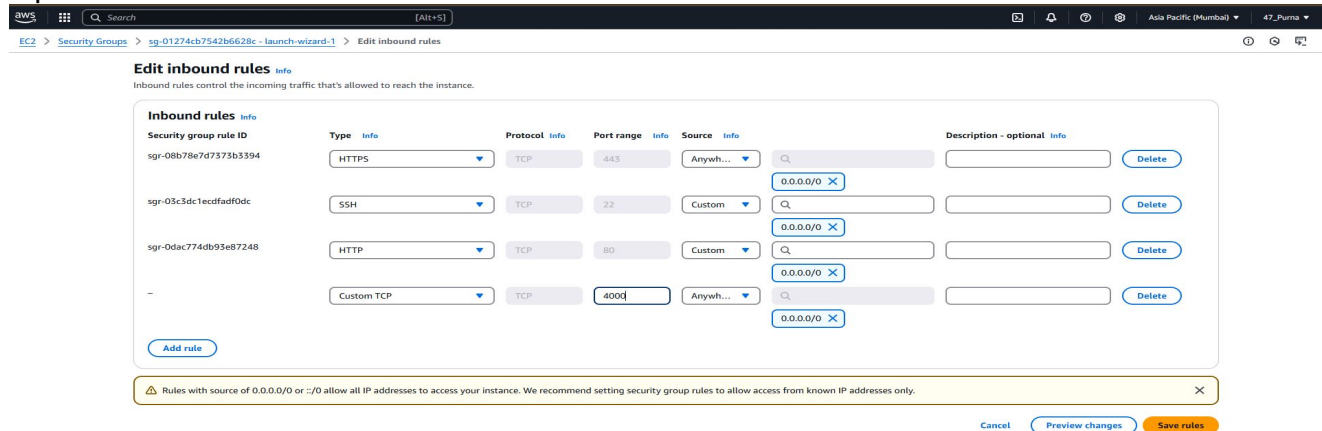 aws Search [Alt+S] Asia Pacific (Mumbai) 47_Purna
EC2 > Security Groups > sg-01274cb7542b6628c - launch-wizard-1 > Edit inbound rules
Edit inbound rules Info
Inbound rules control the incoming traffic that's allowed to reach the instance.
Inbound rules Info
Security group rule ID Type Info Protocol Info Port range Info Source Info Description - optional Info
sgr-08b78e7d7373b3394 HTTPS TCP 443 Anywh... Delete
0.0.0.0/0
sgr-03c3dc1ecdfadf0dc SSH TCP 22 Custom Delete
0.0.0.0/0
sgr-0dac774db93e87248 HTTP TCP 80 Custom Delete
0.0.0.0/0
– Custom TCP TCP 4000 Anywh... Delete
0.0.0.0/0
Add rule
Rules with source of 0.0.0.0/0 or ::/0 allow all IP addresses to access your instance. We recommend setting security group rules to allow access from known IP addresses only.
Cancel Preview changes Save rules